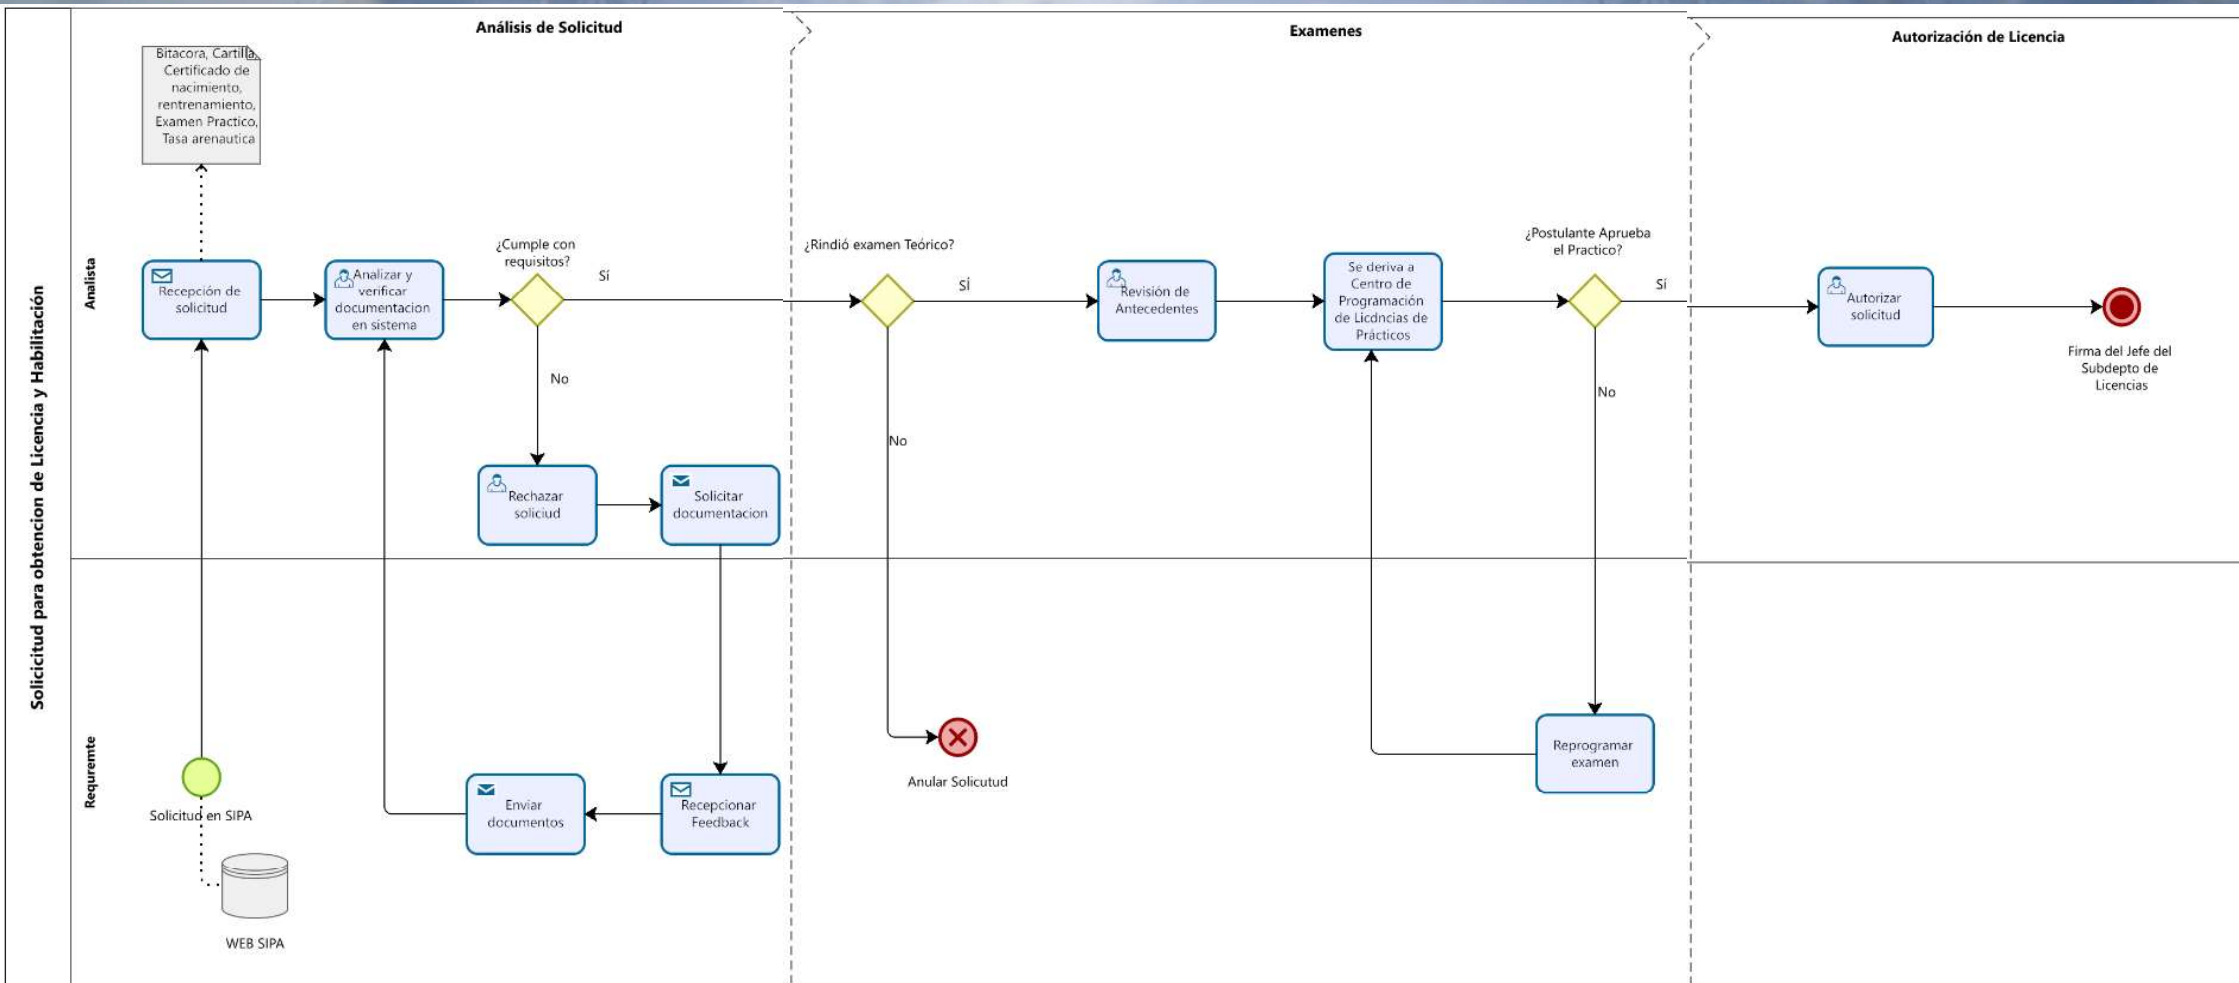 Análisis de Solicitud
Examenes
Autorización de Licencia
Solicicitud para obtencion de Licencia y Habilitación
Analista
Bitacora, Cartilla,
Certificado de
nacimiento,
rentrenamiento,
Examen Practico,
Tasa arenautica
Recepción de
solicitud
Analizar y
verificar
documentacion
en sistema
¿Cumple con
requisitos?
Sí
No
Rechazar
soliciud
Solicitar
documentacion
¿Rindió examen Teórico?
SÍ
No
Revisión de
Antecedentes
Se deriva a
Centro de
Programación
de Licdncias de
Prácticos
¿Postulante Aprueba
el Practico?
Sí
No
Autorizar
solicitud
Firma del Jefe del
Subdepto de
Licencias
Requremte
Solicitud en SIPA
WEB SIPA
Enviar
documentos
Recepcionar
Feedback
Anular Solicutud
Reprogramar
examen